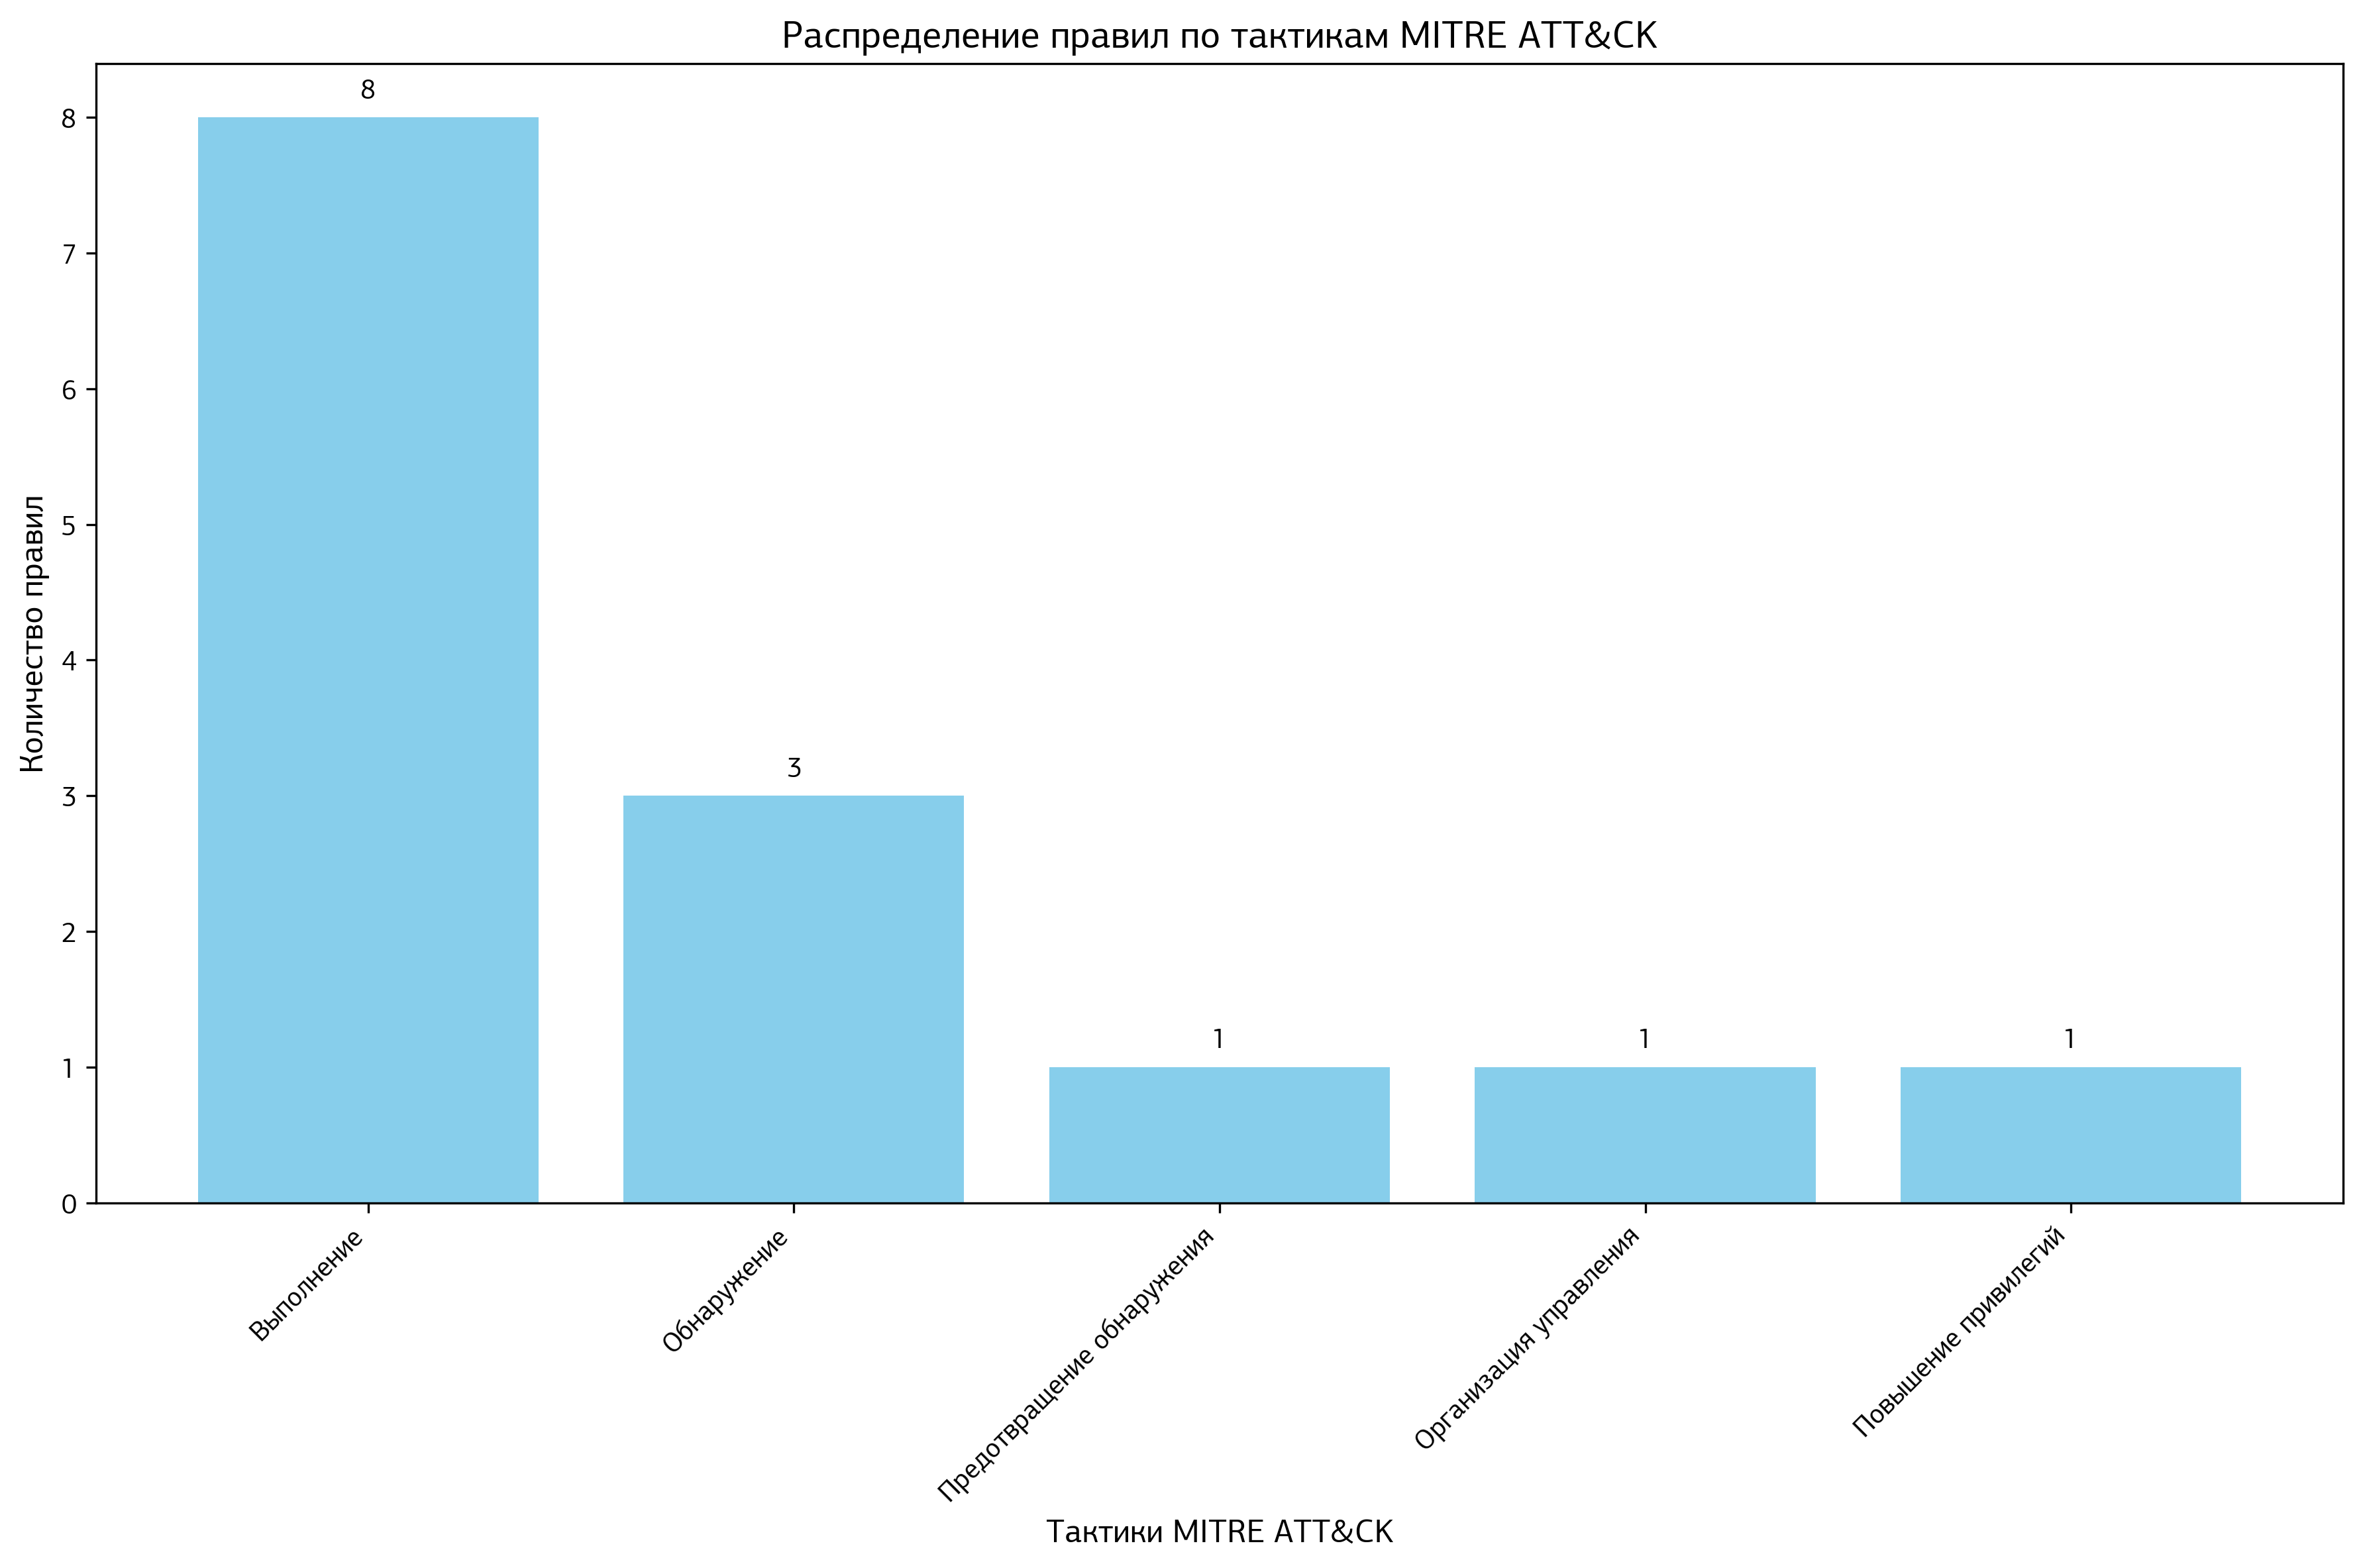 Распределение правил по тактикам MITRE ATT&CK
Количество правил
8
7
6
5
4
3
2
1
0
8
3
1
1
1
Выполнение
Обнаружение
Предотвращение обнаружения
Организация управления
Повышение привилегий
Тактики MITRE ATT&CK